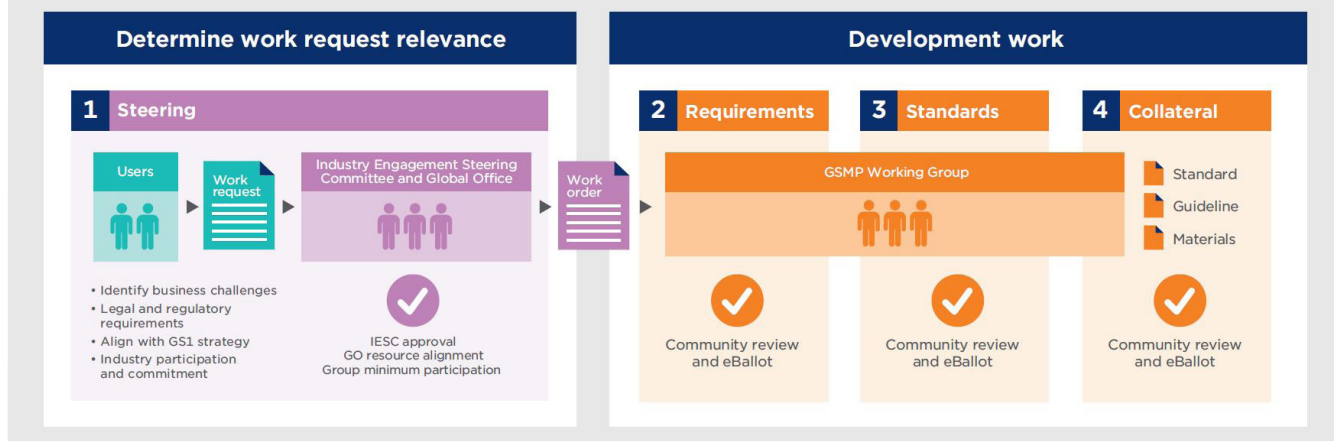 Determine work request relevance
Development work
1 Steering
Users
Work
request
Industry Engagement Steering
Committee and Global Office
Work
order
• Identify business challenges
• Legal and regulatory
requirements
• Align with GS1 strategy
• Industry participation
and commitment
IESC approval
GO resource alignment
Group minimum participation
2 Requirements
3 Standards
4 Collateral
GSMP Working Group
Standard
Guideline
Materials
Community review
and eBallot
Community review
and eBallot
Community review
and eBallot